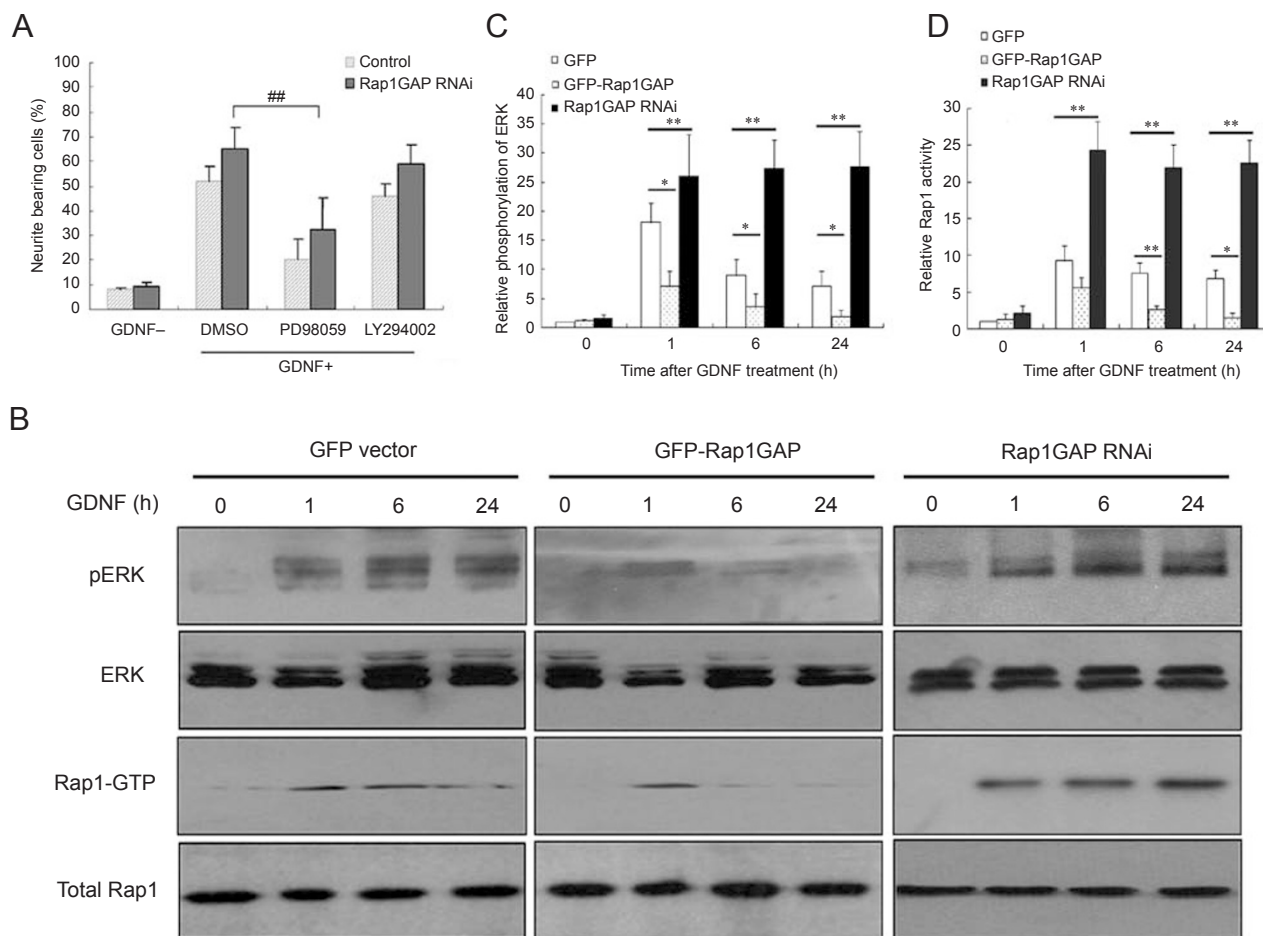 A
Control
Rap1GAP RNAi
Neurite bearing cells (%)
100
90
80
70
60
50
40
30
20
10
0
##
GDNF–
DMSO
PD98059
LY294002
GDNF+
C
GFP
GFP-Rap1GAP
Rap1GAP RNAi
Relative phosphorylation of ERK
40
35
30
25
20
15
10
5
0
** ** **
* * *
0 1 6 24
Time after GDNF treatment (h)
D
GFP
GFP-Rap1GAP
Rap1GAP RNAi
Relative Rap1 activity
30
25
20
15
10
5
0
** ** **
** *
0 1 6 24
Time after GDNF treatment (h)
B
GFP vector GFP-Rap1GAP Rap1GAP RNAi
GDNF (h) 0 1 6 24 0 1 6 24 0 1 6 24
pERK
ERK
Rap1-GTP
Total Rap1